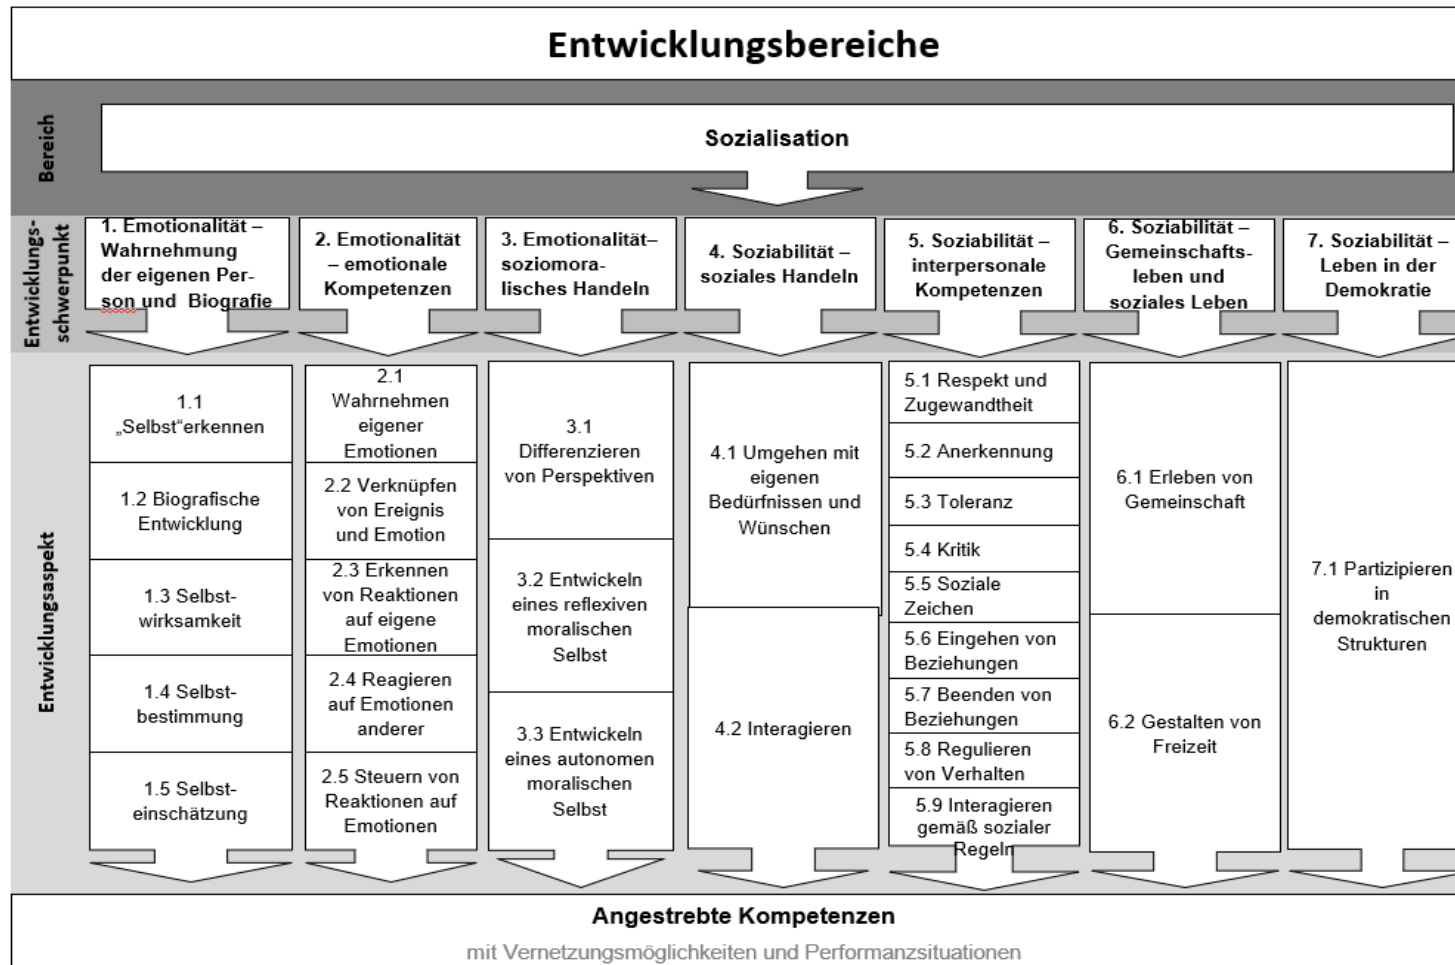 Entwicklungsbereiche
Bereich
Sozialisation
Entwicklungs-
schwerpunkt
1. Emotionalität –
Wahrnehmung
der eigenen Per-
son und Biografie
2. Emotionalität
– emotionale
Kompetenzen
3. Emotionalität–
soziomora-
lisches Handeln
4. Soziabilität –
soziales Handeln
5. Soziabilität –
interpersonale
Kompetenzen
6. Soziabilität –
Gemeinschafts-
leben und
soziales Leben
7. Soziabilität –
Leben in der
Demokratie
Entwicklungsaspekt
1.1
„Selbst“erkennen
1.2 Biografische
Entwicklung
1.3 Selbst-
wirksamkeit
1.4 Selbst-
bestimmung
1.5 Selbst-
einschätzung
2.1
Wahrnehmen
eigener
Emotionen
2.2 Verknüpfen
von Ereignis
und Emotion
2.3 Erkennen
von Reaktionen
auf eigene
Emotionen
2.4 Reagieren
auf Emotionen
anderer
2.5 Steuern von
Reaktionen auf
Emotionen
3.1
Differenzieren
von Perspektiven
3.2 Entwickeln
eines reflexiven
moralischen
Selbst
3.3 Entwickeln
eines autonomen
moralischen
Selbst
4.1 Umgehen mit
eigenen
Bedürfnissen und
Wünschen
4.2 Interagieren
5.1 Respekt und
Zugewandtheit
5.2 Anerkennung
5.3 Toleranz
5.4 Kritik
5.5 Soziale
Zeichen
5.6 Eingehen von
Beziehungen
5.7 Beenden von
Beziehungen
5.8 Regulieren
von Verhalten
5.9 Interagieren
gemäß sozialer
Regeln
6.1 Erleben von
Gemeinschaft
6.2 Gestalten von
Freizeit
7.1 Partizipieren
in
demokratischen
Strukturen
Angestrebte Kompetenzen
mit Vernetzungsmöglichkeiten und Performanzsituationen